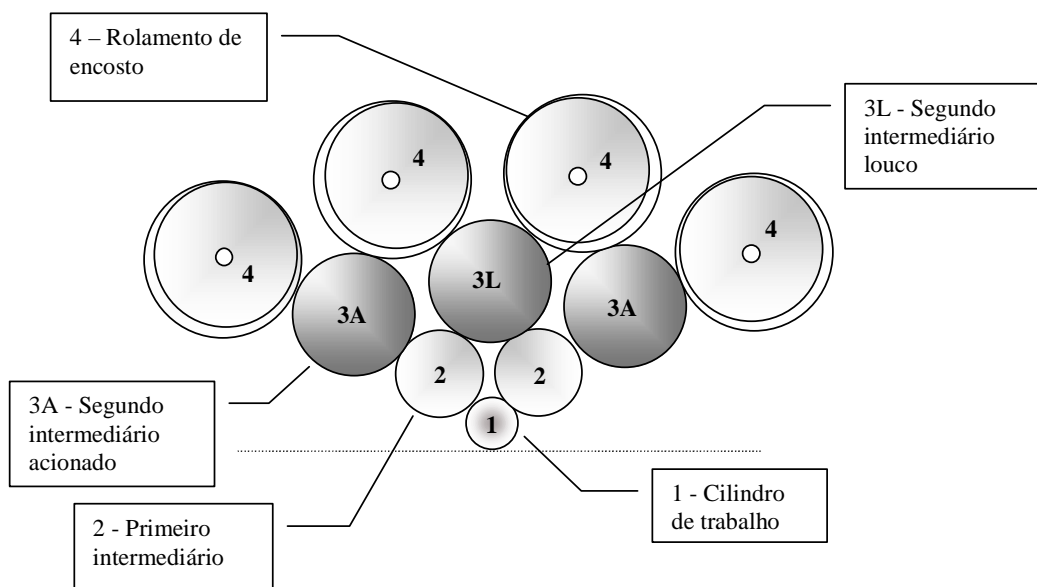 4 – Rolamento de
encosto
3L - Segundo
intermediário
louco
4
4
4
4
3L
3A
3A
2
2
1
3A - Segundo
intermediário
acionado
1 - Cilindro
de trabalho
2 - Primeiro
intermediário